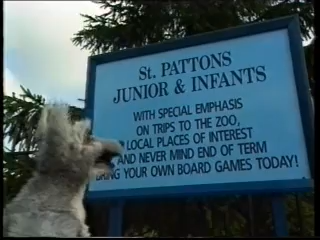 St. PATTONS
JUNIOR & INFANTS
WITH SPECIAL EMPHASIS
ON TRIPS TO THE ZOO,
LOCAL PLACES OF INTEREST
AND NEVER MIND END OF TERM
BRING YOUR OWN BOARD GAMES TODAY!